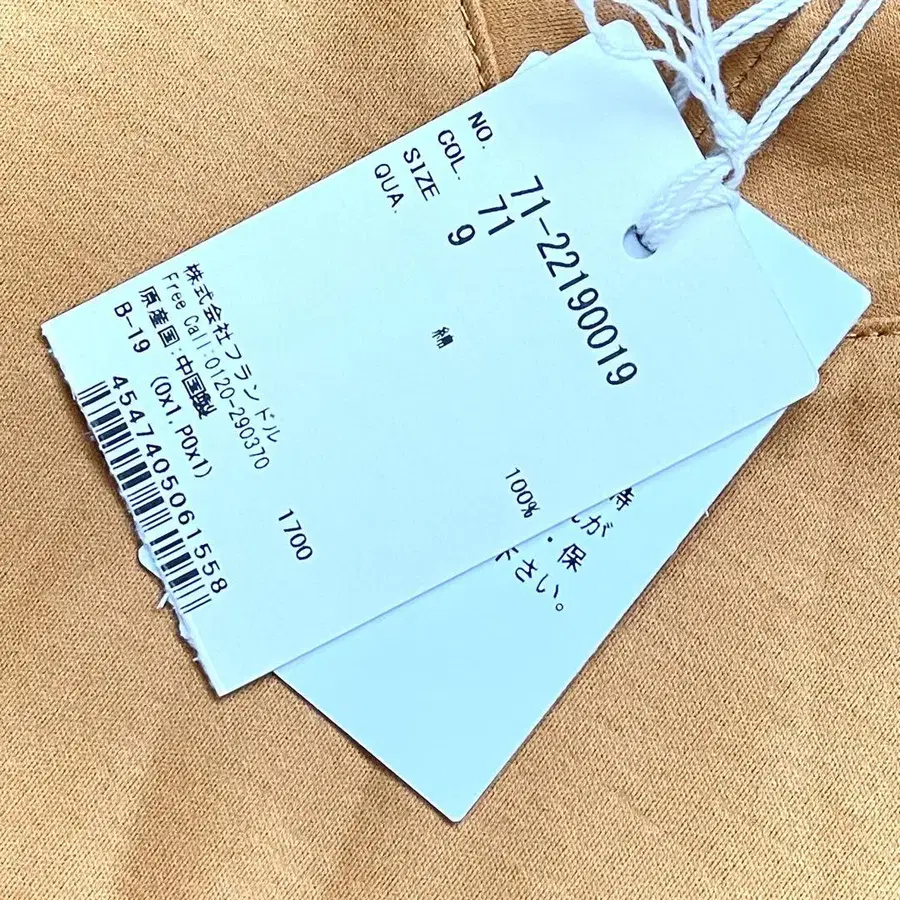 NO. 71-22190019
COL. 71
SIZE 9
QUA.
100%
株式会社フランドル
Free Call:0120-290370
原産国:中国製
B-19 (0x1,P0x1)
1700
4547405061558
が
・保
さい。